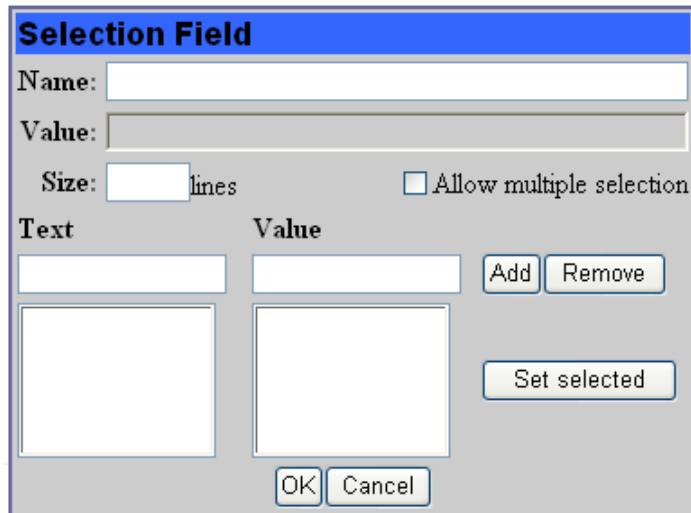 Selection Field
Name:
Value:
Size: lines Allow multiple selection
Text Value
Add Remove
Set selected
OK Cancel